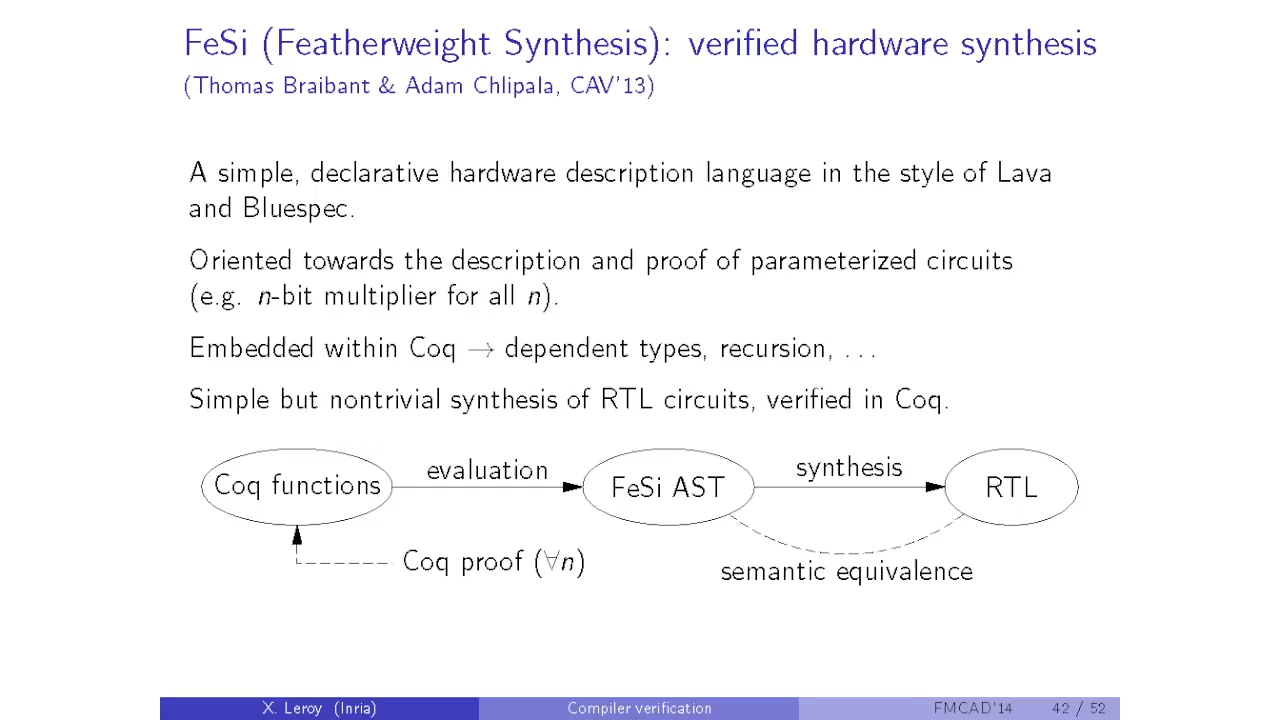 FeSi (Featherweight Synthesis): verified hardware synthesis
(Thomas Braibant & Adam Chlipala, CAV'13)
A simple, declarative hardware description language in the style of Lava
and Bluespec.
Oriented towards the description and proof of parameterized circuits
(e.g. n-bit multiplier for all n).
Embedded within Coq → dependent types, recursion, . . .
Simple but nontrivial synthesis of RTL circuits, verified in Coq.
Coq functions
evaluation
FeSi AST
synthesis
RTL
Coq proof (∀n)
semantic equivalence
X. Leroy (Inria)
Compiler verification
FMCAD'14
42 / 52